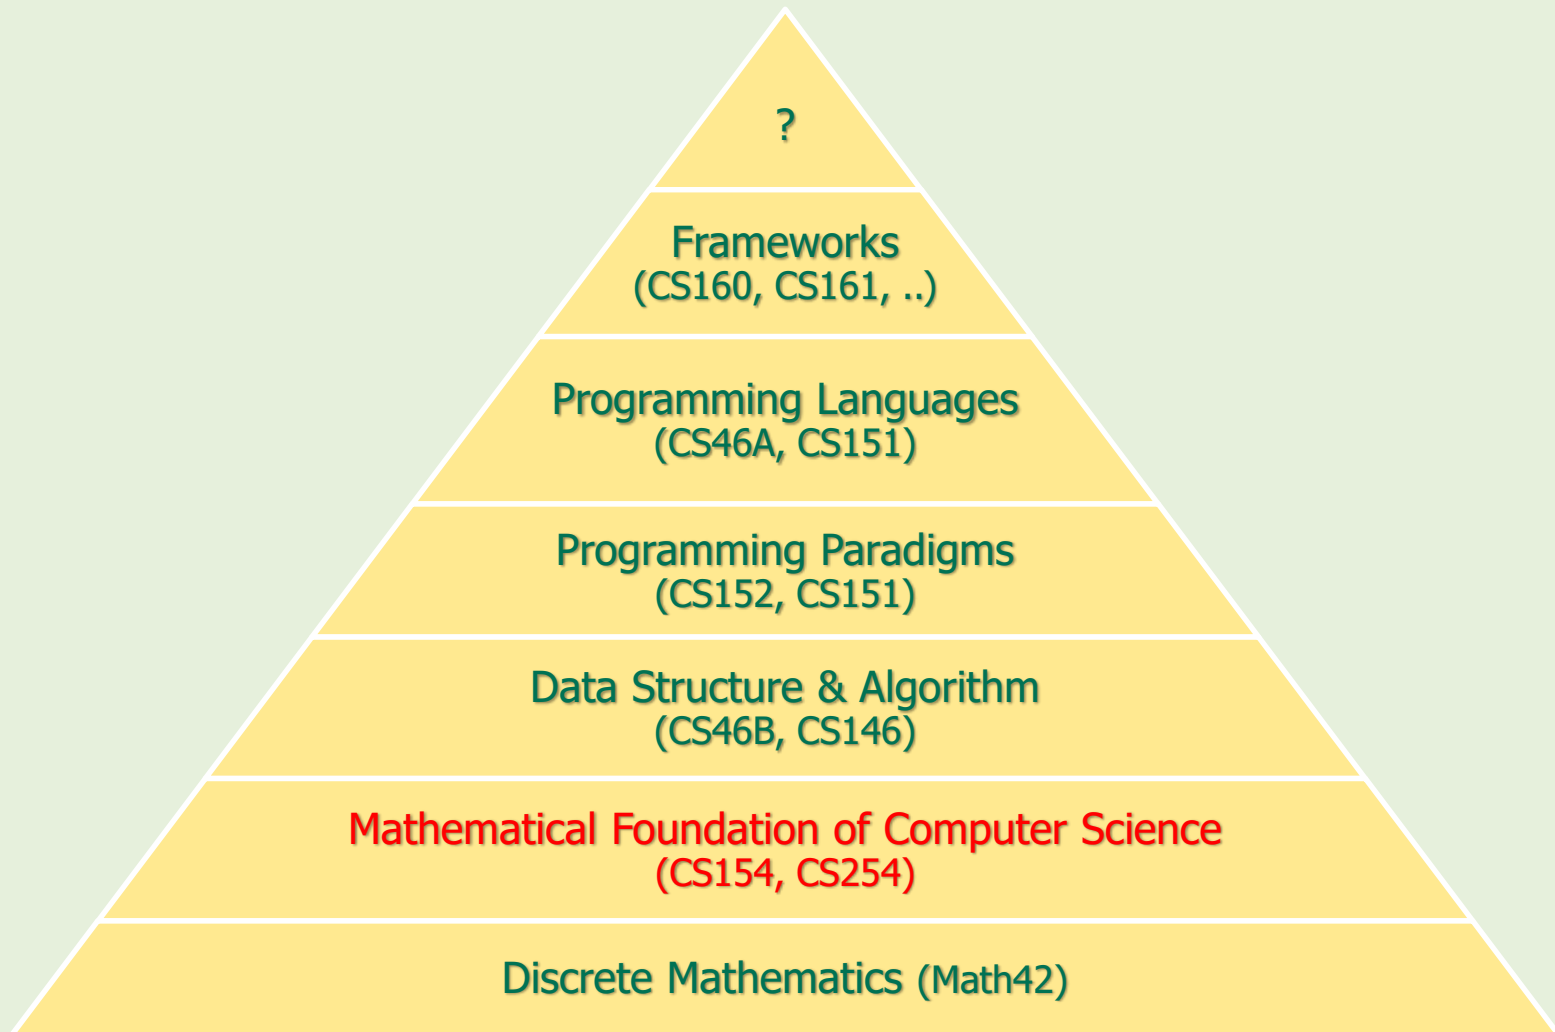 ?
Frameworks
(CS160, CS161, ..)
Programming Languages
(CS46A, CS151)
Programming Paradigms
(CS152, CS151)
Data Structure & Algorithm
(CS46B, CS146)
Mathematical Foundation of Computer Science
(CS154, CS254)
Discrete Mathematics (Math42)